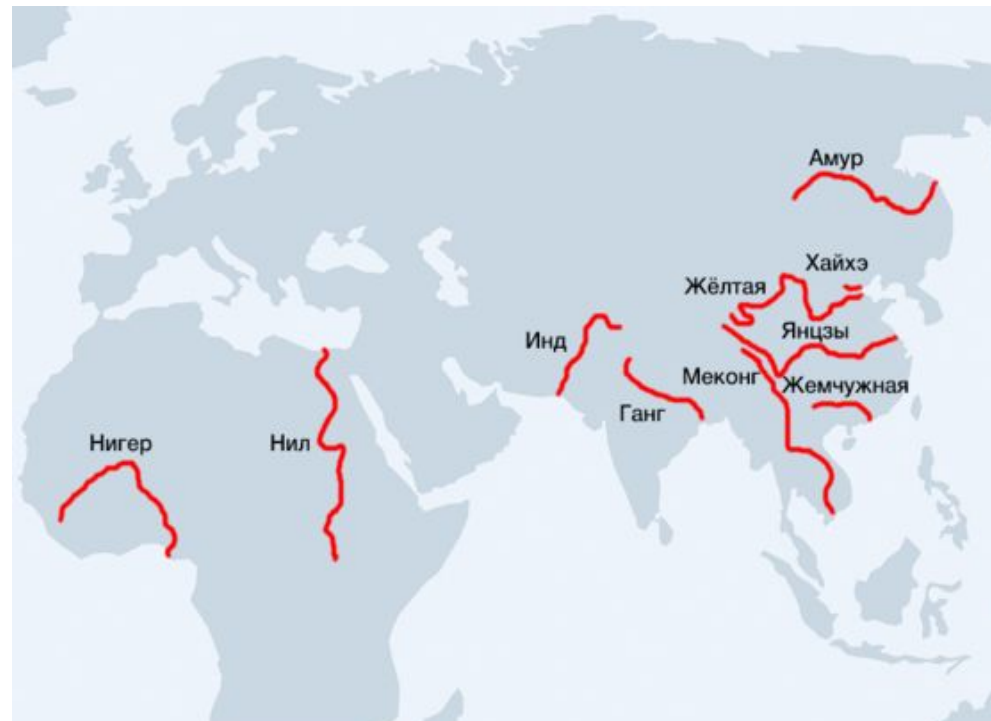 Амур
Хайхэ
Жёлтая
Янцзы
Инд
Меконг
Жемчужная
Ганг
Нигер
Нил